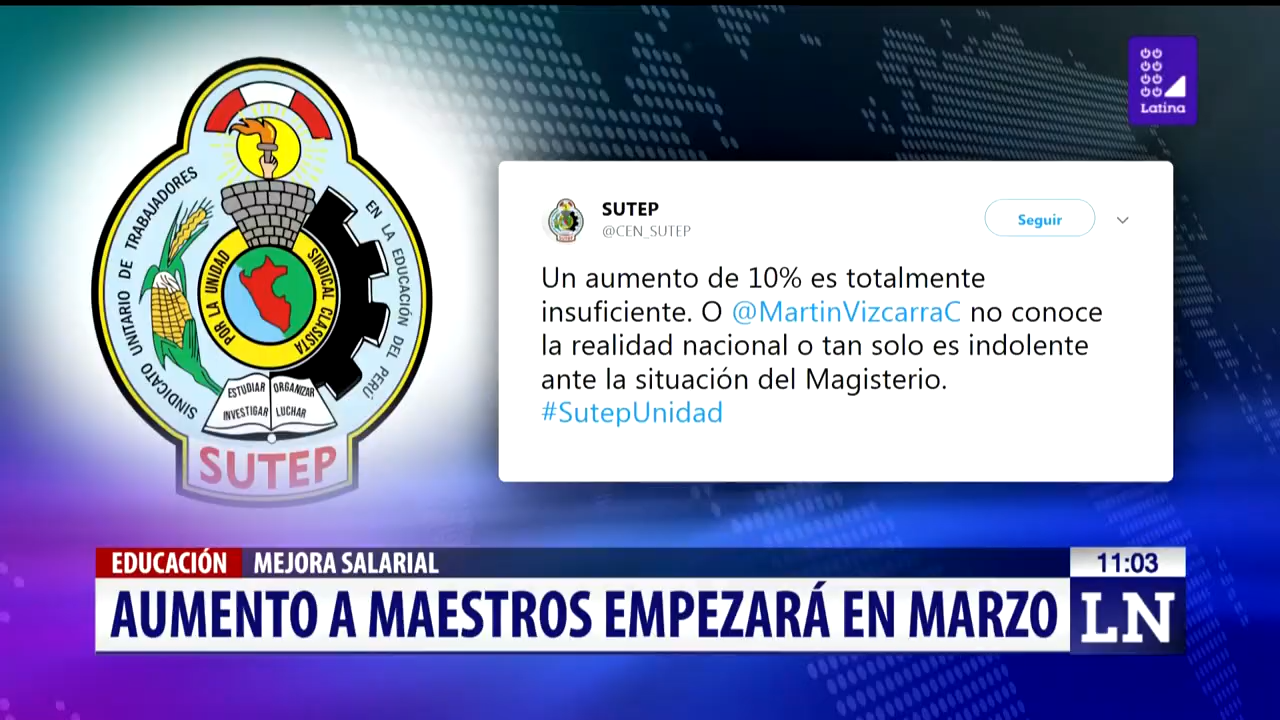 Latina
SINDICATO UNITARIO DE TRABAJADORES
EN LA EDUCACIÓN DEL PERÚ
POR LA UNIDAD
SINDICAL CLASISTA
ESTUDIAR ORGANIZAR
INVESTIGAR LUCHAR
SUTEP
SUTEP
@CEN_SUTEP
Seguir
Un aumento de 10% es totalmente
insuficiente. O @MartinVizcarraC no conoce
la realidad nacional o tan solo es indolente
ante la situación del Magisterio.
#SutepUnidad
EDUCACIÓN MEJORA SALARIAL
11:03
AUMENTO A MAESTROS EMPEZARÁ EN MARZO
LN